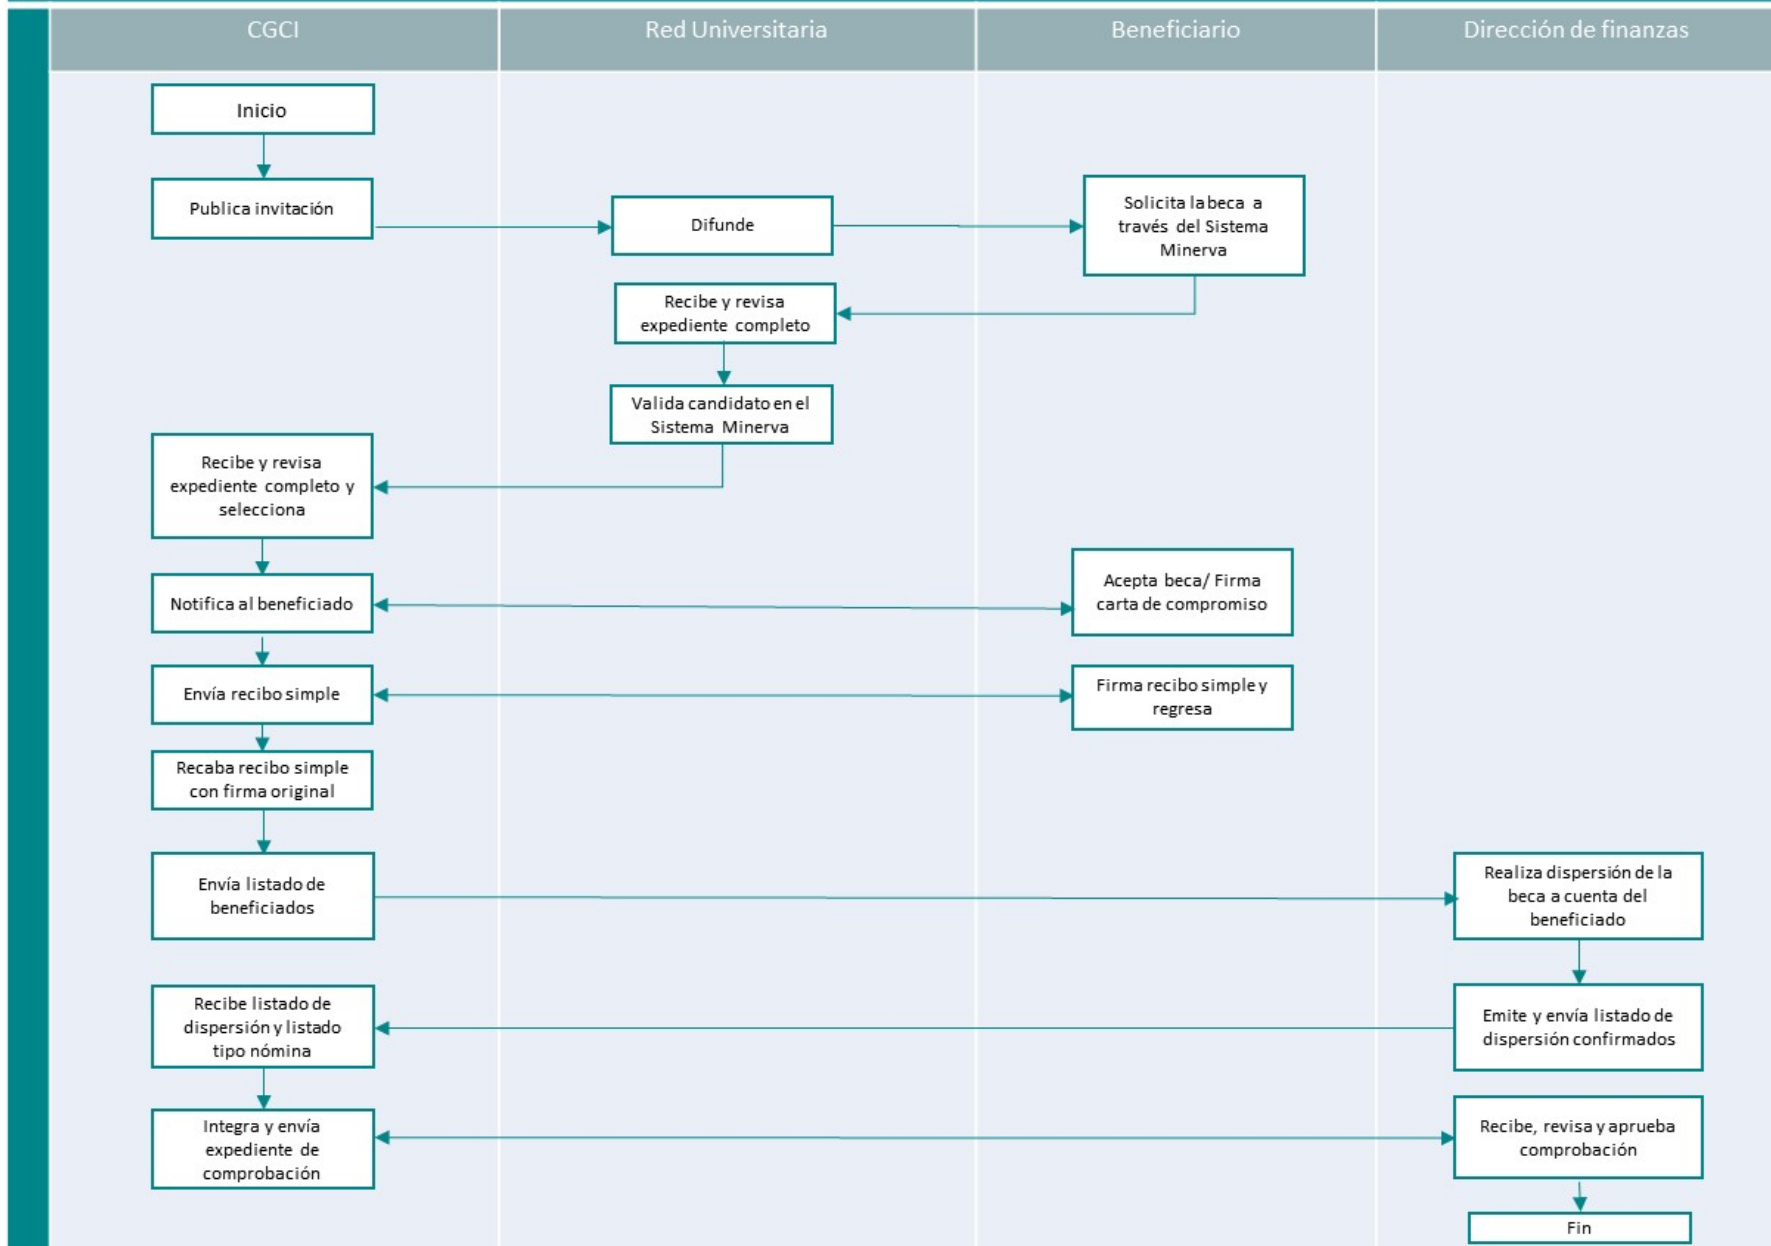 CGCI
Red Universitaria
Beneficiario
Dirección de finanzas
Inicio
Publica invitación
Difunde
Solicita la beca a
través del Sistema
Minerva
Recibe y revisa
expediente completo
Valida candidato en el
Sistema Minerva
Recibe y revisa
expediente completo y
selecciona
Notifica al beneficiado
Acepta beca/ Firma
carta de compromiso
Envía recibo simple
Firma recibo simple y
regresa
Recaba recibo simple
con firma original
Envía listado de
beneficiados
Realiza dispersión de la
beca a cuenta del
beneficiado
Recibe listado de
dispersión y listado
tipo nómina
Emite y envía listado de
dispersión confirmados
Integra y envía
expediente de
comprobación
Recibe, revisa y aprueba
comprobación
Fin